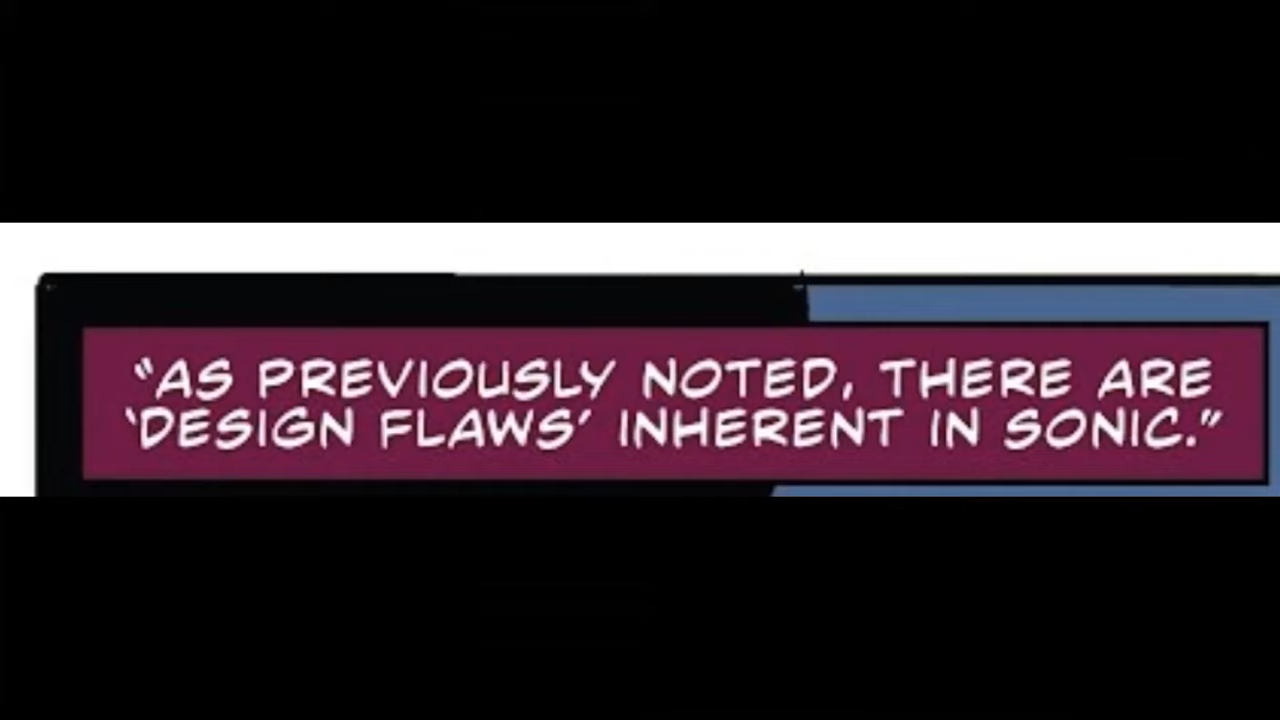 “AS PREVIOUSLY NOTED, THERE ARE
‘DESIGN FLAWS’ INHERENT IN SONIC.”